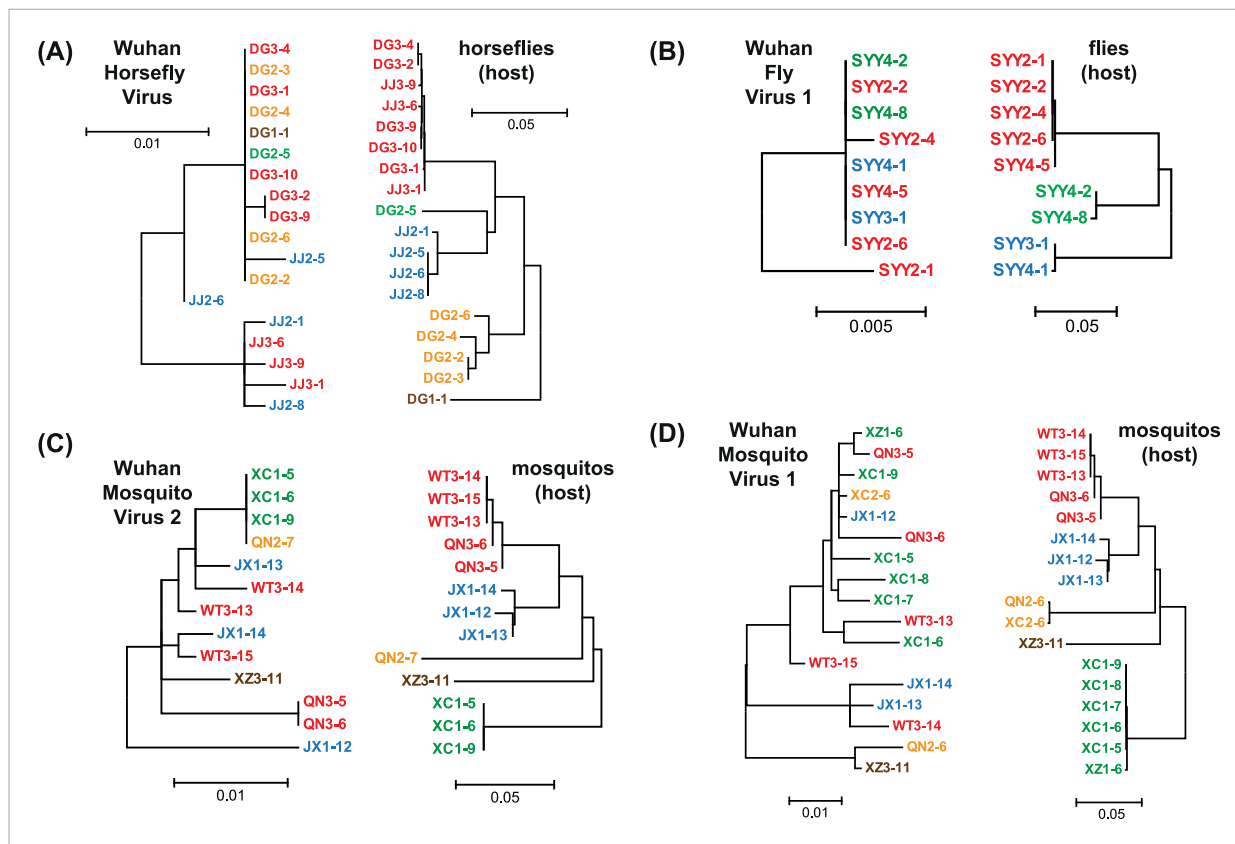 (A)
Wuhan
Horsefly
Virus
0.01
DG3-4
DG2-3
DG3-1
DG2-4
DG1-1
DG2-5
DG3-10
DG3-2
DG3-9
DG2-6
JJ2-5
DG2-2
JJ2-6
JJ2-1
JJ3-6
JJ3-9
JJ3-1
JJ2-8
horseflies
(host)
0.05
DG3-4
DG3-2
JJ3-9
JJ3-6
DG3-9
DG3-10
DG3-1
JJ3-1
DG2-5
JJ2-1
JJ2-5
JJ2-6
JJ2-8
DG2-6
DG2-4
DG2-2
DG2-3
DG1-1
(B)
Wuhan
Fly
Virus 1
SYY4-2
SYY2-2
SYY4-8
SYY2-4
SYY4-1
SYY4-5
SYY3-1
SYY2-6
SYY2-1
0.005
flies
(host)
SYY2-1
SYY2-2
SYY2-4
SYY2-6
SYY4-5
SYY4-2
SYY4-8
SYY3-1
SYY4-1
0.05
(C)
Wuhan
Mosquito
Virus 2
XC1-5
XC1-6
XC1-9
QN2-7
JX1-13
WT3-14
WT3-13
JX1-14
WT3-15
XZ3-11
QN3-5
QN3-6
JX1-12
0.01
mosquitos
(host)
WT3-14
WT3-15
WT3-13
QN3-6
QN3-5
JX1-14
JX1-12
JX1-13
QN2-7
XZ3-11
XC1-5
XC1-6
XC1-9
0.05
(D)
Wuhan
Mosquito
Virus 1
XZ1-6
QN3-5
XC1-9
XC2-6
JX1-12
QN3-6
XC1-5
XC1-8
XC1-7
WT3-13
XC1-6
WT3-15
JX1-14
JX1-13
WT3-14
QN2-6
XZ3-11
0.01
mosquitos
(host)
WT3-14
WT3-15
WT3-13
QN3-6
QN3-5
JX1-14
JX1-12
JX1-13
QN2-6
XC2-6
XZ3-11
XC1-9
XC1-8
XC1-7
XC1-6
XC1-5
XZ1-6
0.05